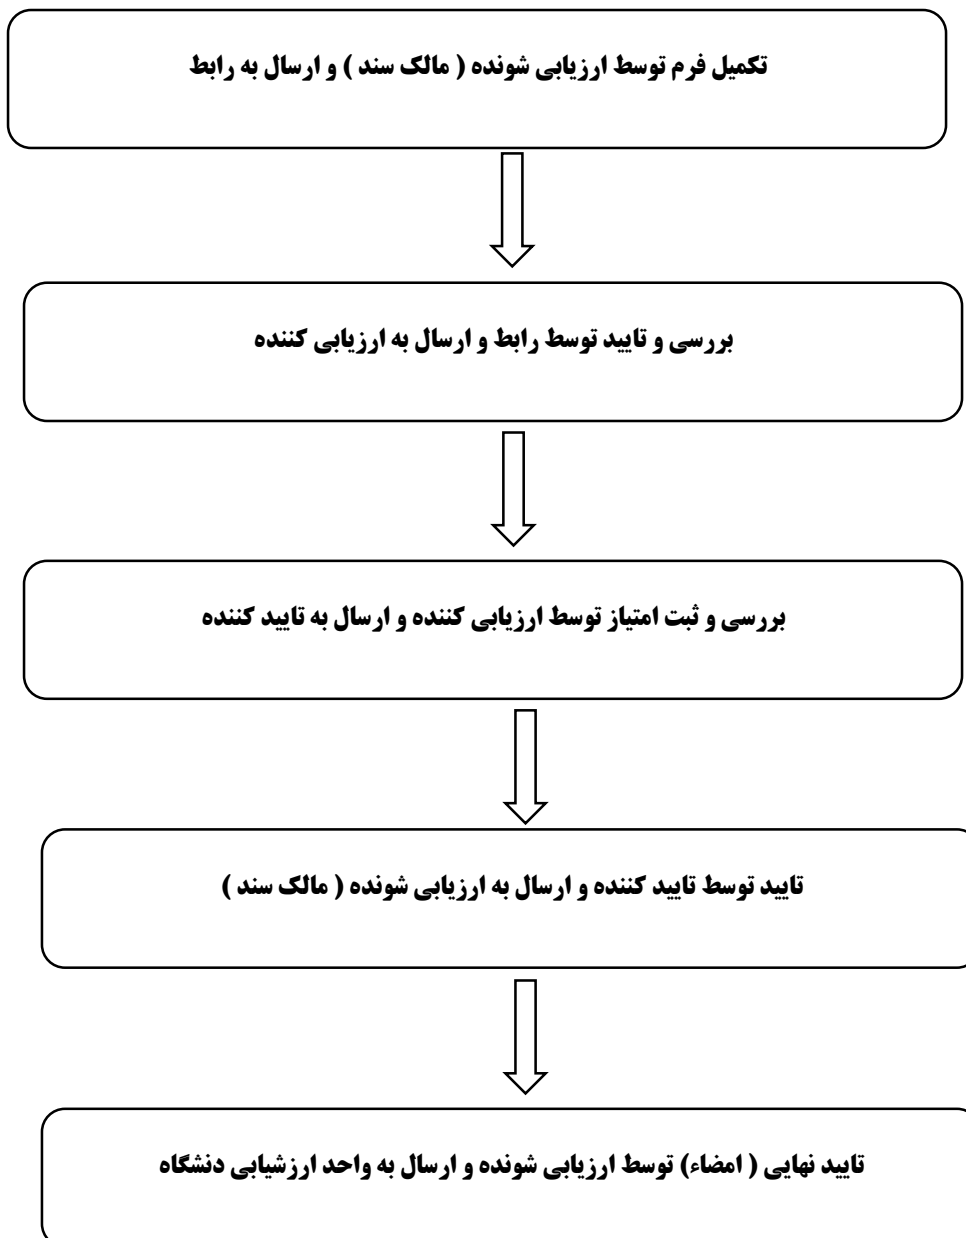 تکمیل فرم توسط ارزیابی شونده ( مالک سند ) و ارسال به رابط
بررسی و تایید توسط رابط و ارسال به ارزیابی کننده
بررسی و ثبت امتیاز توسط ارزیابی کننده و ارسال به تایید کننده
تایید توسط تایید کننده و ارسال به ارزیابی شونده ( مالک سند )
تایید نهایی ( امضاء) توسط ارزیابی شونده و ارسال به واحد ارزشیابی دنشگاه